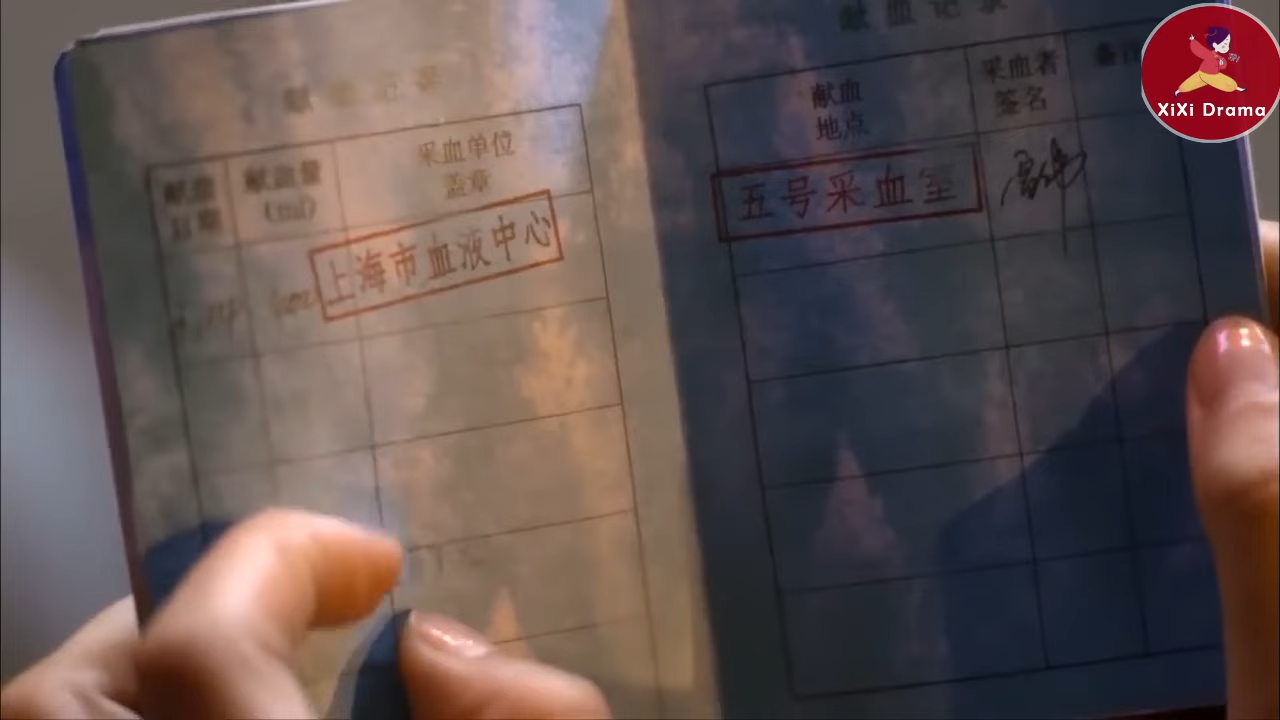 献血记录
献血
日期
献血量
(ml)
采血单位
盖章
上海市血液中心
献血记录
献血
地点
采血者
签名
五号采血室
XiXi Drama